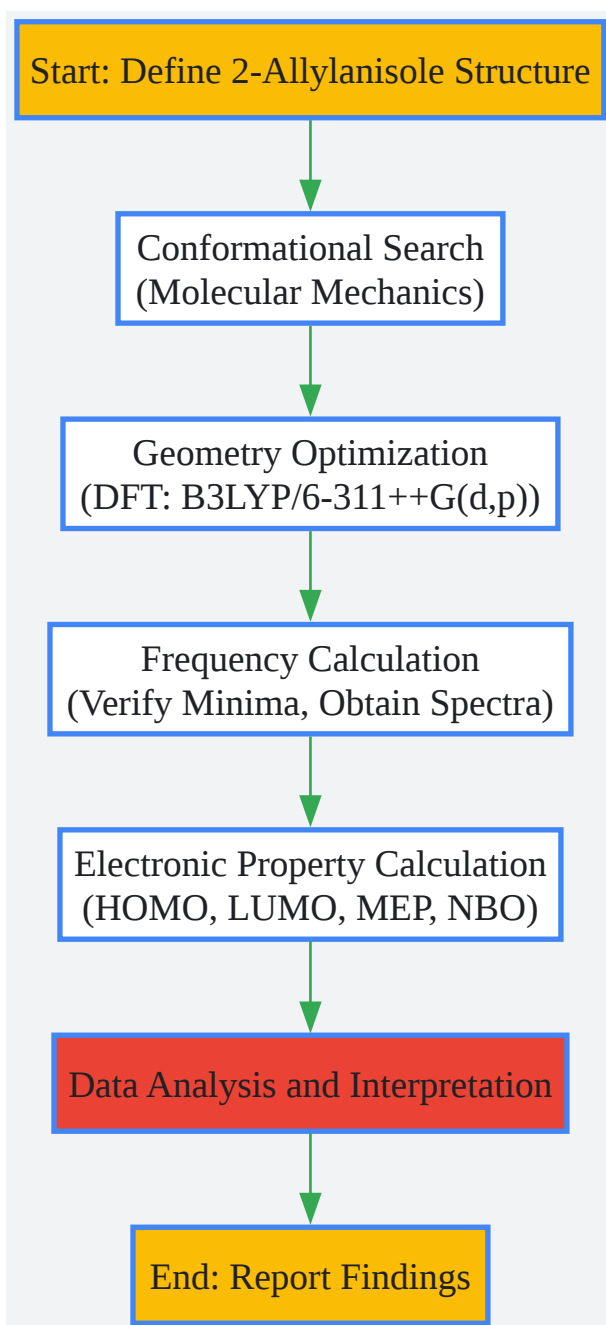 Start: Define 2-Allylanisole Structure
Conformational Search
(Molecular Mechanics)
Geometry Optimization
(DFT: B3LYP/6-311++G(d,p))
Frequency Calculation
(Verify Minima, Obtain Spectra)
Electronic Property Calculation
(HOMO, LUMO, MEP, NBO)
Data Analysis and Interpretation
End: Report Findings